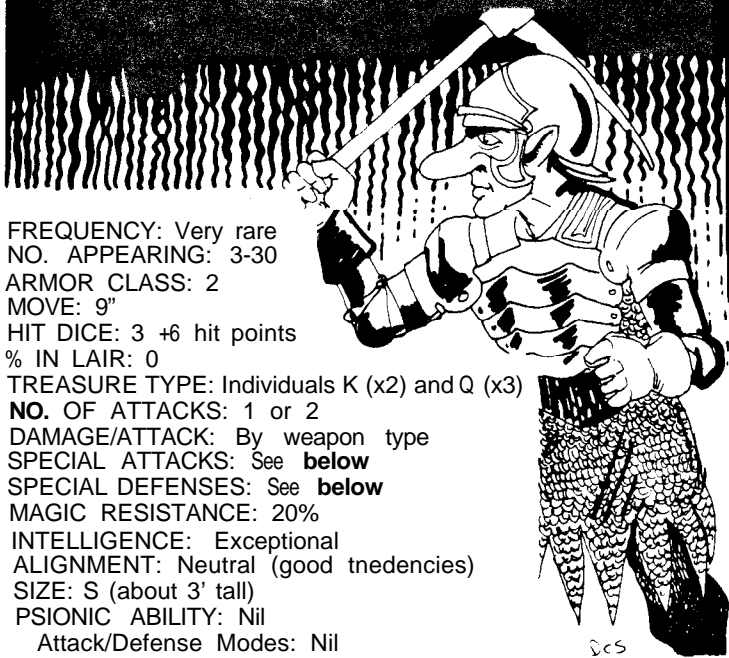 FREQUENCY: Very rare
NO. APPEARING: 3-30
ARMOR CLASS: 2
MOVE: 9”
HIT DICE: 3 +6 hit points
% IN LAIR: 0
TREASURE TYPE: Individuals K (x2) and Q (x3)
NO. OF ATTACKS: 1 or 2
DAMAGE/ATTACK: By weapon type
SPECIAL ATTACKS: See below
SPECIAL DEFENSES: See below
MAGIC RESISTANCE: 20%
INTELLIGENCE: Exceptional
ALIGNMENT: Neutral (good tnedencies)
SIZE: S (about 3’ tall)
PSIONIC ABILITY: Nil
Attack/Defense Modes: Nil
DCS